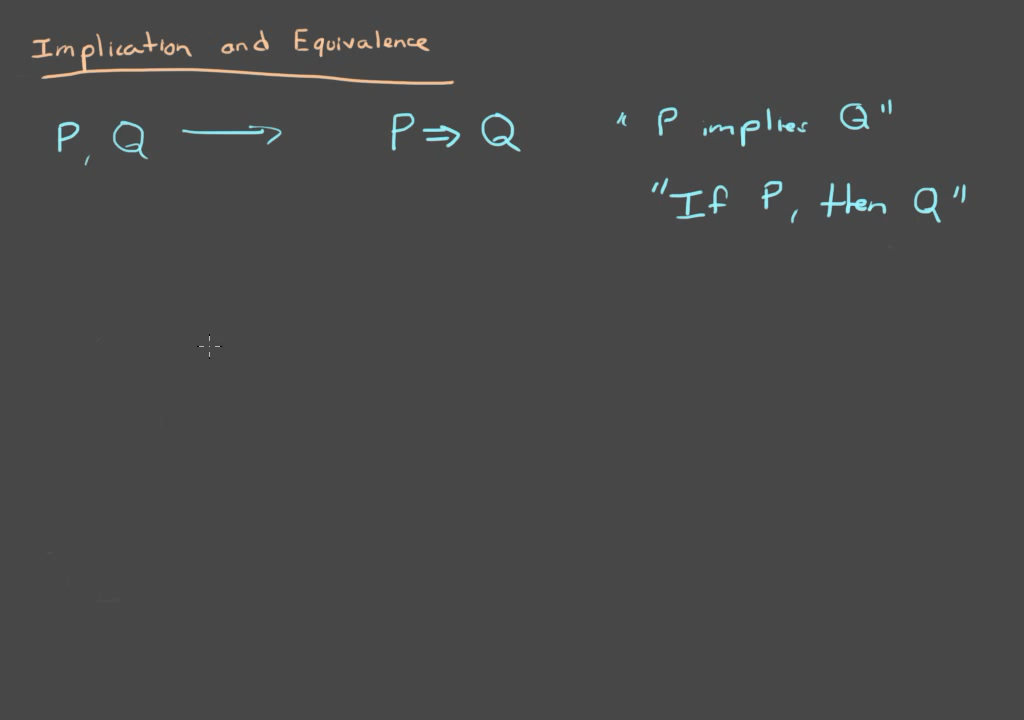 Implication and Equivalence
P, Q ⟶ P ⇒ Q "P implies Q"
"If P, then Q"